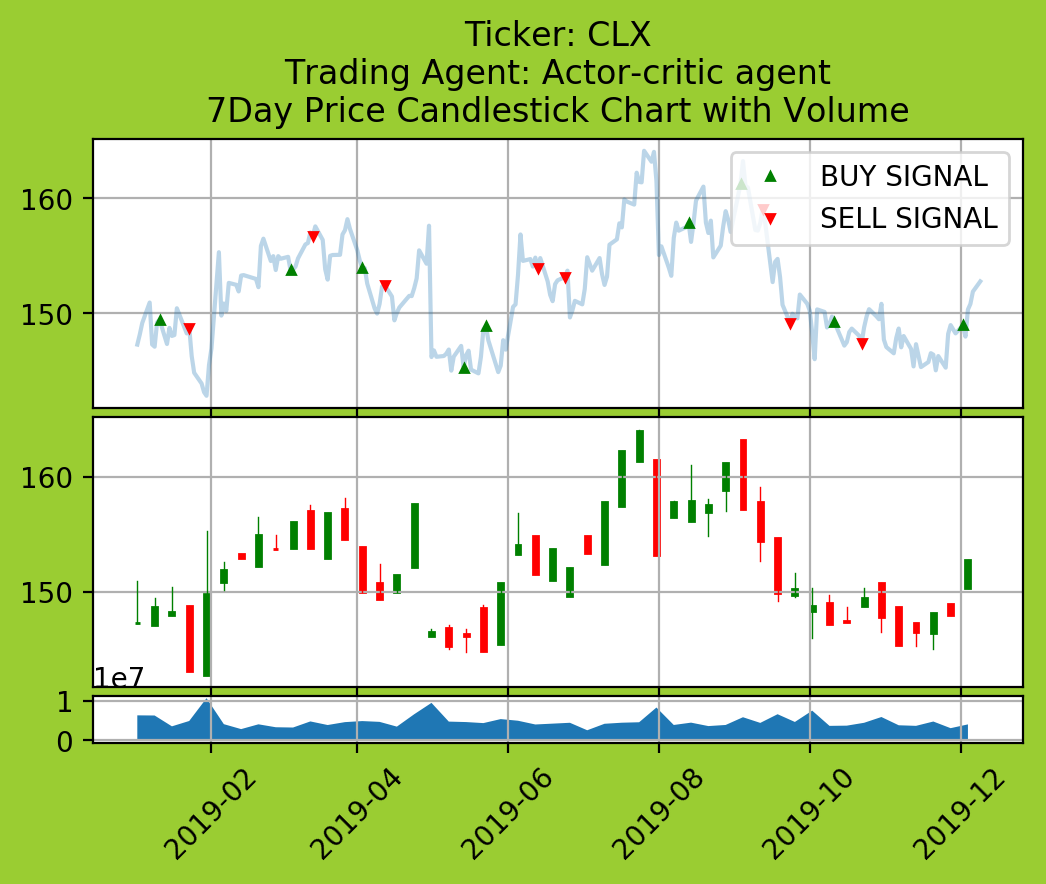 Ticker: CLX
Trading Agent: Actor-critic agent
7Day Price Candlestick Chart with Volume
BUY SIGNAL
SELL SIGNAL
160
150
160
150
1e7
1
0
2019-02
2019-04
2019-06
2019-08
2019-10
2019-12